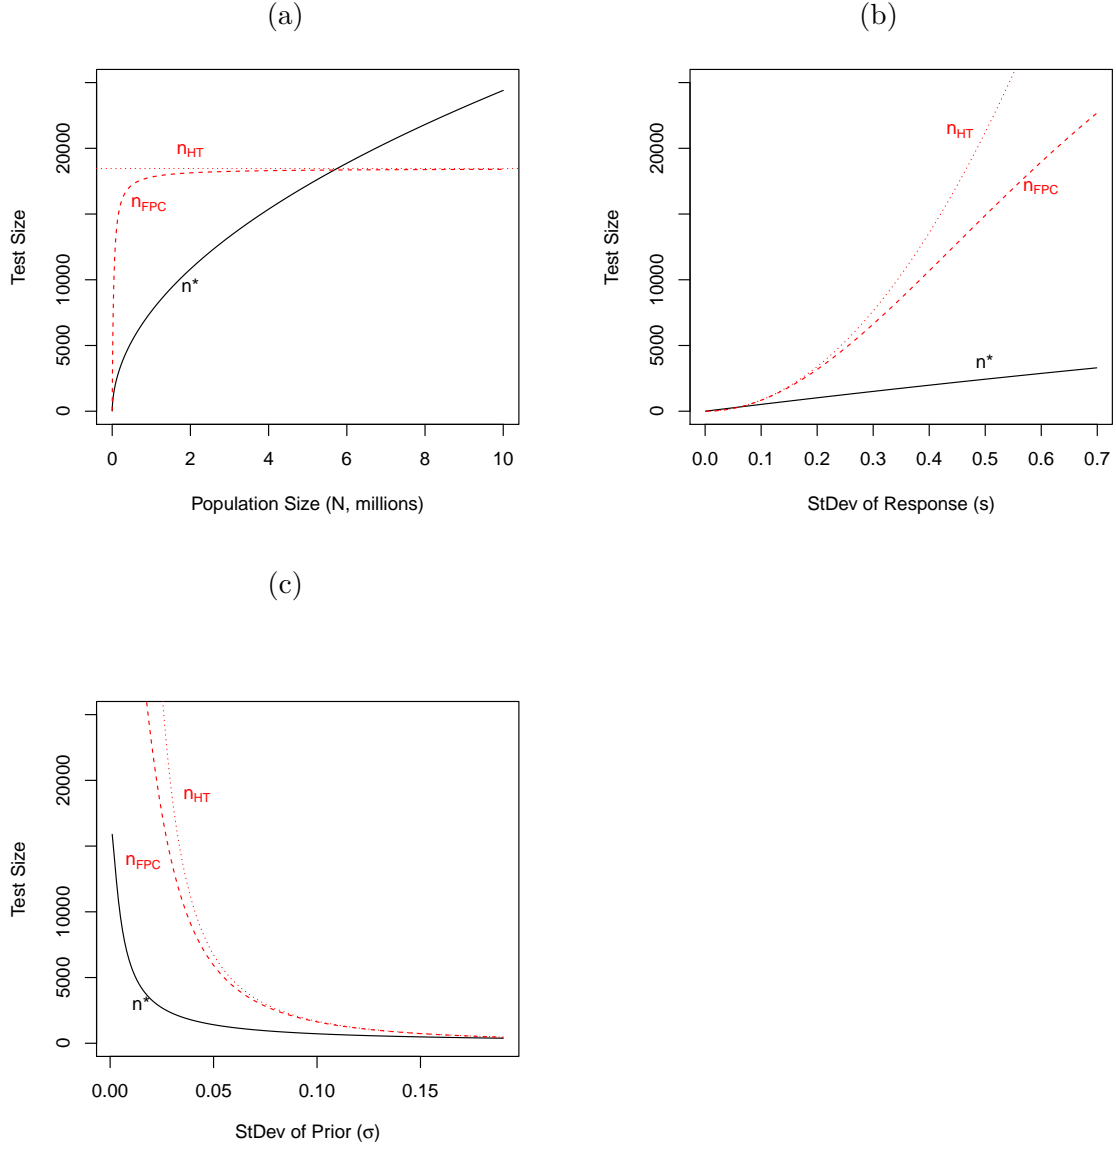 (a)
Test Size
0
5000
10000
20000
n_HT
n_FPC
n*
0 2 4 6 8 10
Population Size (N, millions)
(b)
Test Size
0
5000
10000
20000
n_HT
n_FPC
n*
0.0 0.1 0.2 0.3 0.4 0.5 0.6 0.7
StDev of Response (s)
(c)
Test Size
0
5000
10000
20000
n_HT
n_FPC
n*
0.00 0.05 0.10 0.15
StDev of Prior (σ)